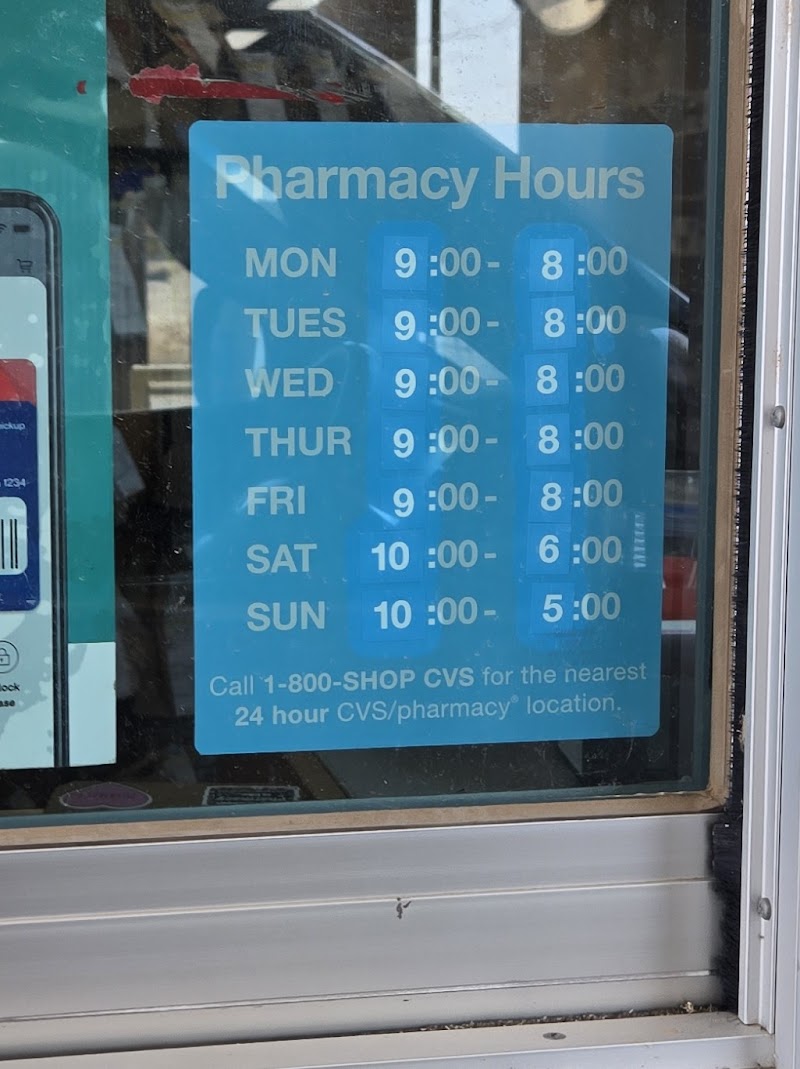 Pharmacy Hours
MON 9:00 - 8:00
TUES 9:00 - 8:00
WED 9:00 - 8:00
THUR 9:00 - 8:00
FRI 9:00 - 8:00
SAT 10:00 - 6:00
SUN 10:00 - 5:00
Call 1-800-SHOP CVS for the nearest
24 hour CVS/pharmacy® location.
1234